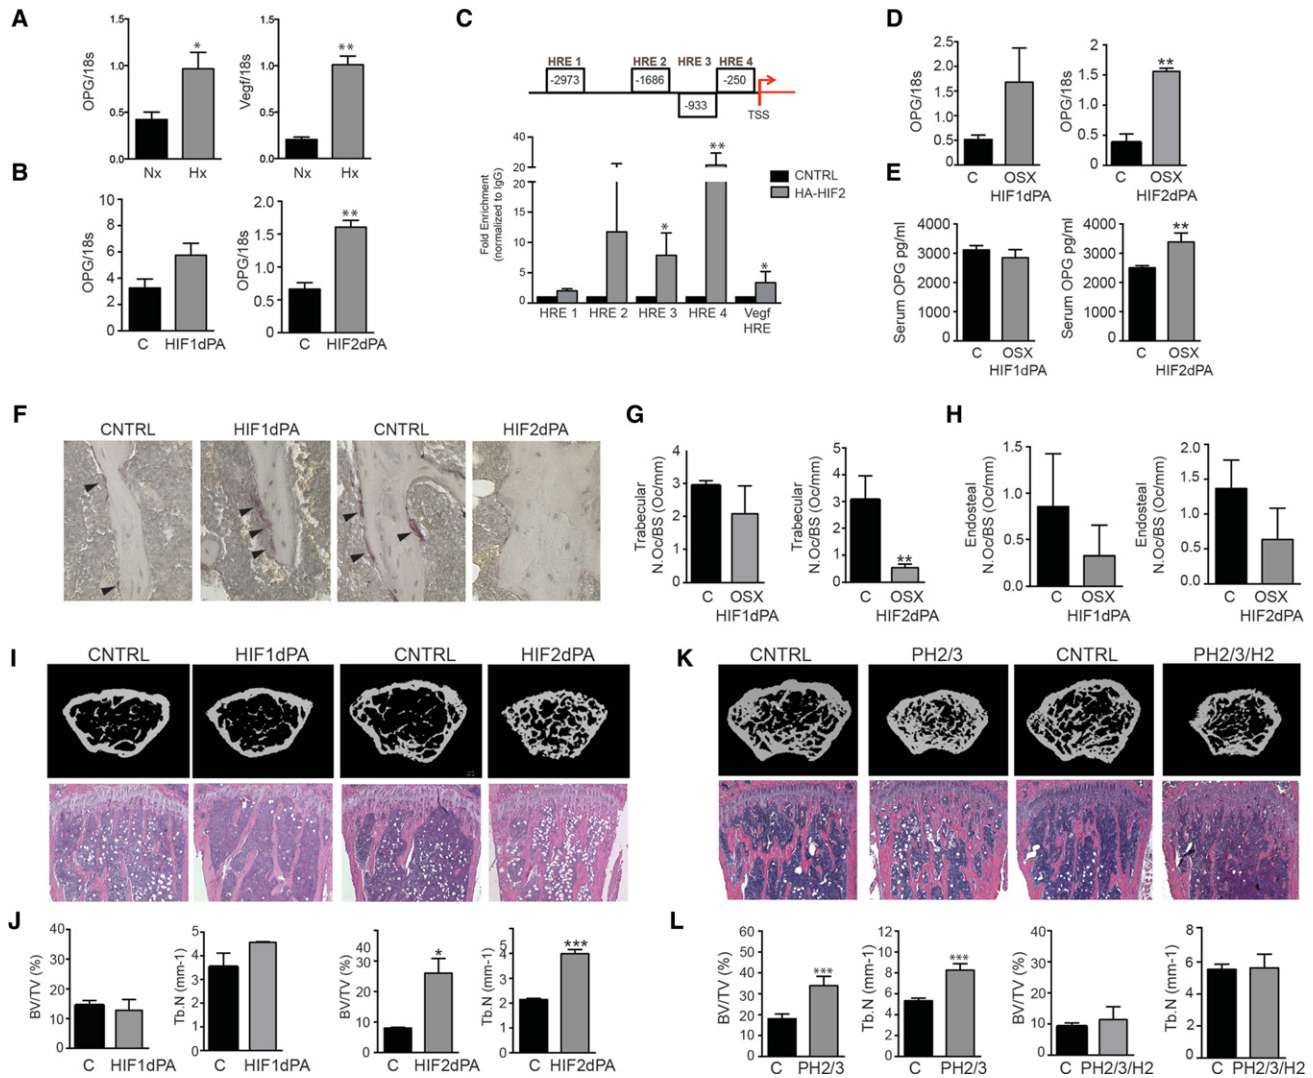 A
1.5
1.0
0.5
1.0
OPG/18s
*
Nx
Hx
1.5
1.0
0.5
1.0
Vegf/18s
**
Nx
Hx
B
8
6
4
2
0
OPG/18s
C
HIF1dPA
2.0
1.5
1.0
0.5
0.0
OPG/18s
**
C
HIF2dPA
C
HRE 1
HRE 2
HRE 3
HRE 4
-2973
-1686
-933
-250
TSS
40
20
20
15
10
5
0
Fold Enrichment
(normalized to IgG)
*
**
*
CNTRL
HA-HIF2
HRE 1
HRE 2
HRE 3
HRE 4
Vegf
HRE
D
2.5
2.0
1.5
1.0
0.5
0
OPG/18s
C
OSX
HIF1dPA
2
1.5
1
0.5
0
OPG/18s
**
C
OSX
HIF2dPA
E
4000
3000
2000
1000
0
Serum OPG pg/ml
C
OSX
HIF1dPA
4000
3000
2000
1000
0
Serum OPG pg/ml
**
C
OSX
HIF2dPA
F
CNTRL
HIF1dPA
CNTRL
HIF2dPA
G
4
3
2
1
0
Trabecular
N.Oc/BS (Oc/mm)
C
OSX
HIF1dPA
5
4
3
2
1
0
Trabecular
N.Oc/BS (Oc/mm)
**
C
OSX
HIF2dPA
H
1.5
1.0
0.5
0.0
Endosteal
N.Oc/BS (Oc/mm)
C
OSX
HIF1dPA
2.0
1.5
1.0
0.5
0.0
Endosteal
N.Oc/BS (Oc/mm)
C
OSX
HIF2dPA
I
CNTRL
HIF1dPA
CNTRL
HIF2dPA
K
CNTRL
PH2/3
CNTRL
PH2/3/H2
J
40
30
20
10
0
BV/TV (%)
C
HIF1dPA
5
4
3
2
1
0
Tb.N (mm-1)
C
HIF1dPA
40
30
20
10
0
BV/TV (%)
*
C
HIF2dPA
5
4
3
2
1
0
Tb.N (mm-1)
***
C
HIF2dPA
L
60
50
40
30
20
10
0
BV/TV (%)
***
C
PH2/3
12
10
8
6
4
2
0
Tb.N (mm-1)
***
C
PH2/3
40
30
20
10
0
BV/TV (%)
C
PH2/3/H2
8
6
4
2
0
Tb.N (mm-1)
C
PH2/3/H2